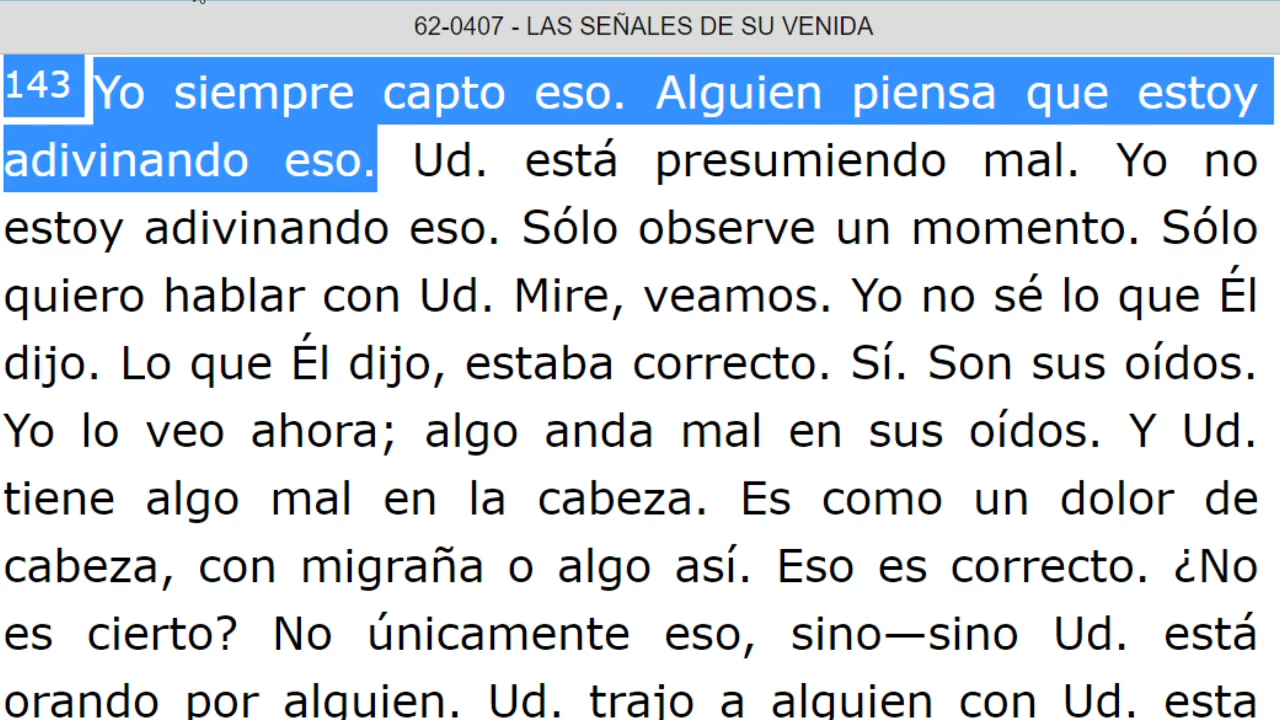 62-0407 - LAS SEÑALES DE SU VENIDA
143 Yo siempre capto eso. Alguien piensa que estoy
adivinando eso. Ud. está presumiendo mal. Yo no
estoy adivinando eso. Sólo observe un momento. Sólo
quiero hablar con Ud. Mire, veamos. Yo no sé lo que Él
dijo. Lo que Él dijo, estaba correcto. Sí. Son sus oídos.
Yo lo veo ahora; algo anda mal en sus oídos. Y Ud.
tiene algo mal en la cabeza. Es como un dolor de
cabeza, con migraña o algo así. Eso es correcto. ¿No
es cierto? No únicamente eso, sino—sino Ud. está
orando por alguien. Ud. trajo a alguien con Ud. esta